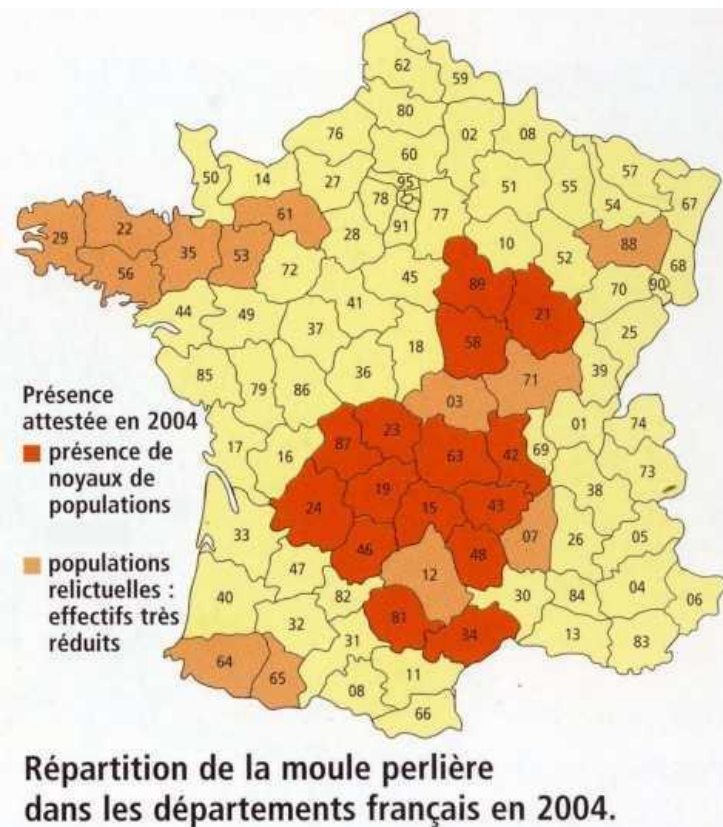 62 59
80
76 02 08
60
50 14 27 95 51 55 57
78 54 67
61 77
29 22 28 91 10 88
35 53 52 68
56 72 45 89 70 90
41 21
44 49 25
37 18 58
85 79 86 36 71 39
03
Présence
attestée en 2004
présence de
noyaux de
populations
populations
relictuelles :
effectifs très
réduits
17 16 87 23 63 42 69 01 74
73
24 19 15 43 38
33 46 48 07 26 05
47 12
40 82 30 84 04 06
32 81 34 13 83
31
64 65 11
08
66
Répartition de la moule perlière
dans les départements français en 2004.